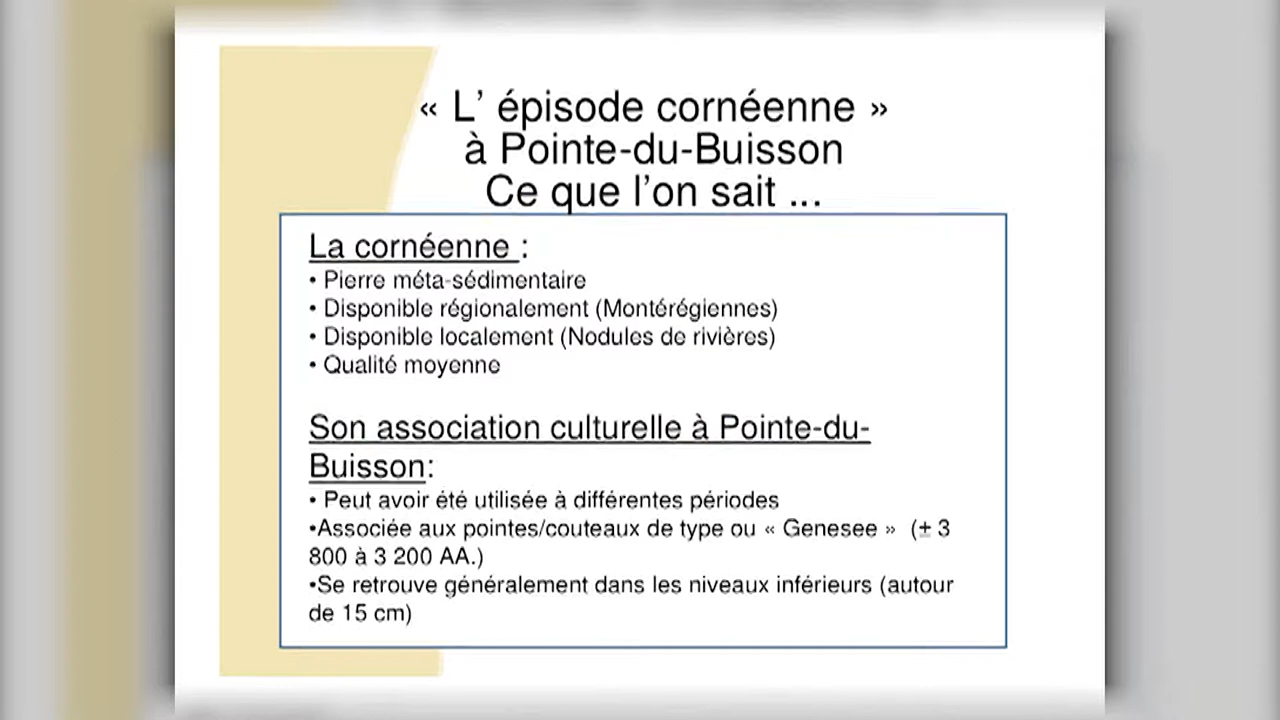 « L’ épisode cornéenne »
à Pointe-du-Buisson
Ce que l’on sait ...
La cornéenne :
• Pierre méta-sédimentaire
• Disponible régionalement (Montérégiennes)
• Disponible localement (Nodules de rivières)
• Qualité moyenne
Son association culturelle à Pointe-du-
Buisson:
• Peut avoir été utilisée à différentes périodes
•Associée aux pointes/couteaux de type ou « Genesee » (± 3
800 à 3 200 AA.)
•Se retrouve généralement dans les niveaux inférieurs (autour
de 15 cm)